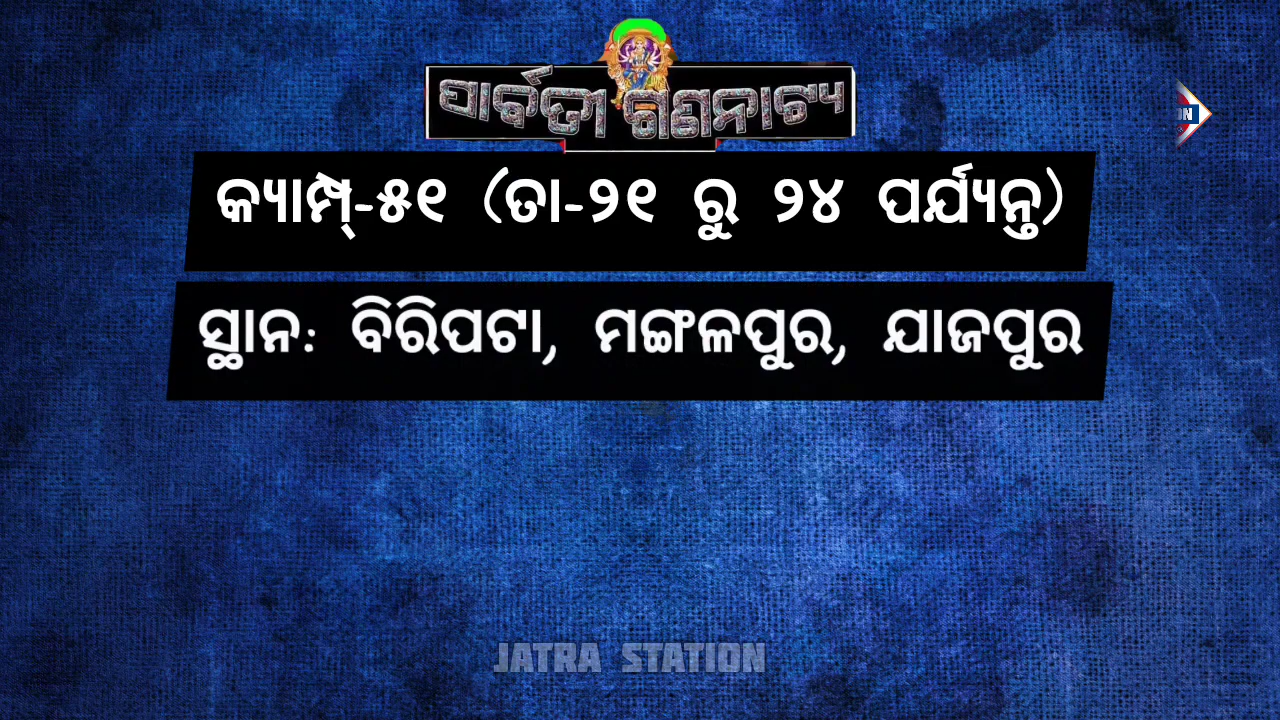 ପାର୍ବତୀ ଗଣନାଟ୍ୟ
କ୍ୟାମ୍ପ୍-୫୧ (ତା-୨୧ ରୁ ୨୪ ପର୍ଯ୍ୟନ୍ତ)
ସ୍ଥାନ: ବିରିପଟା, ମଙ୍ଗଳପୁର, ଯାଜପୁର
JATRA STATION